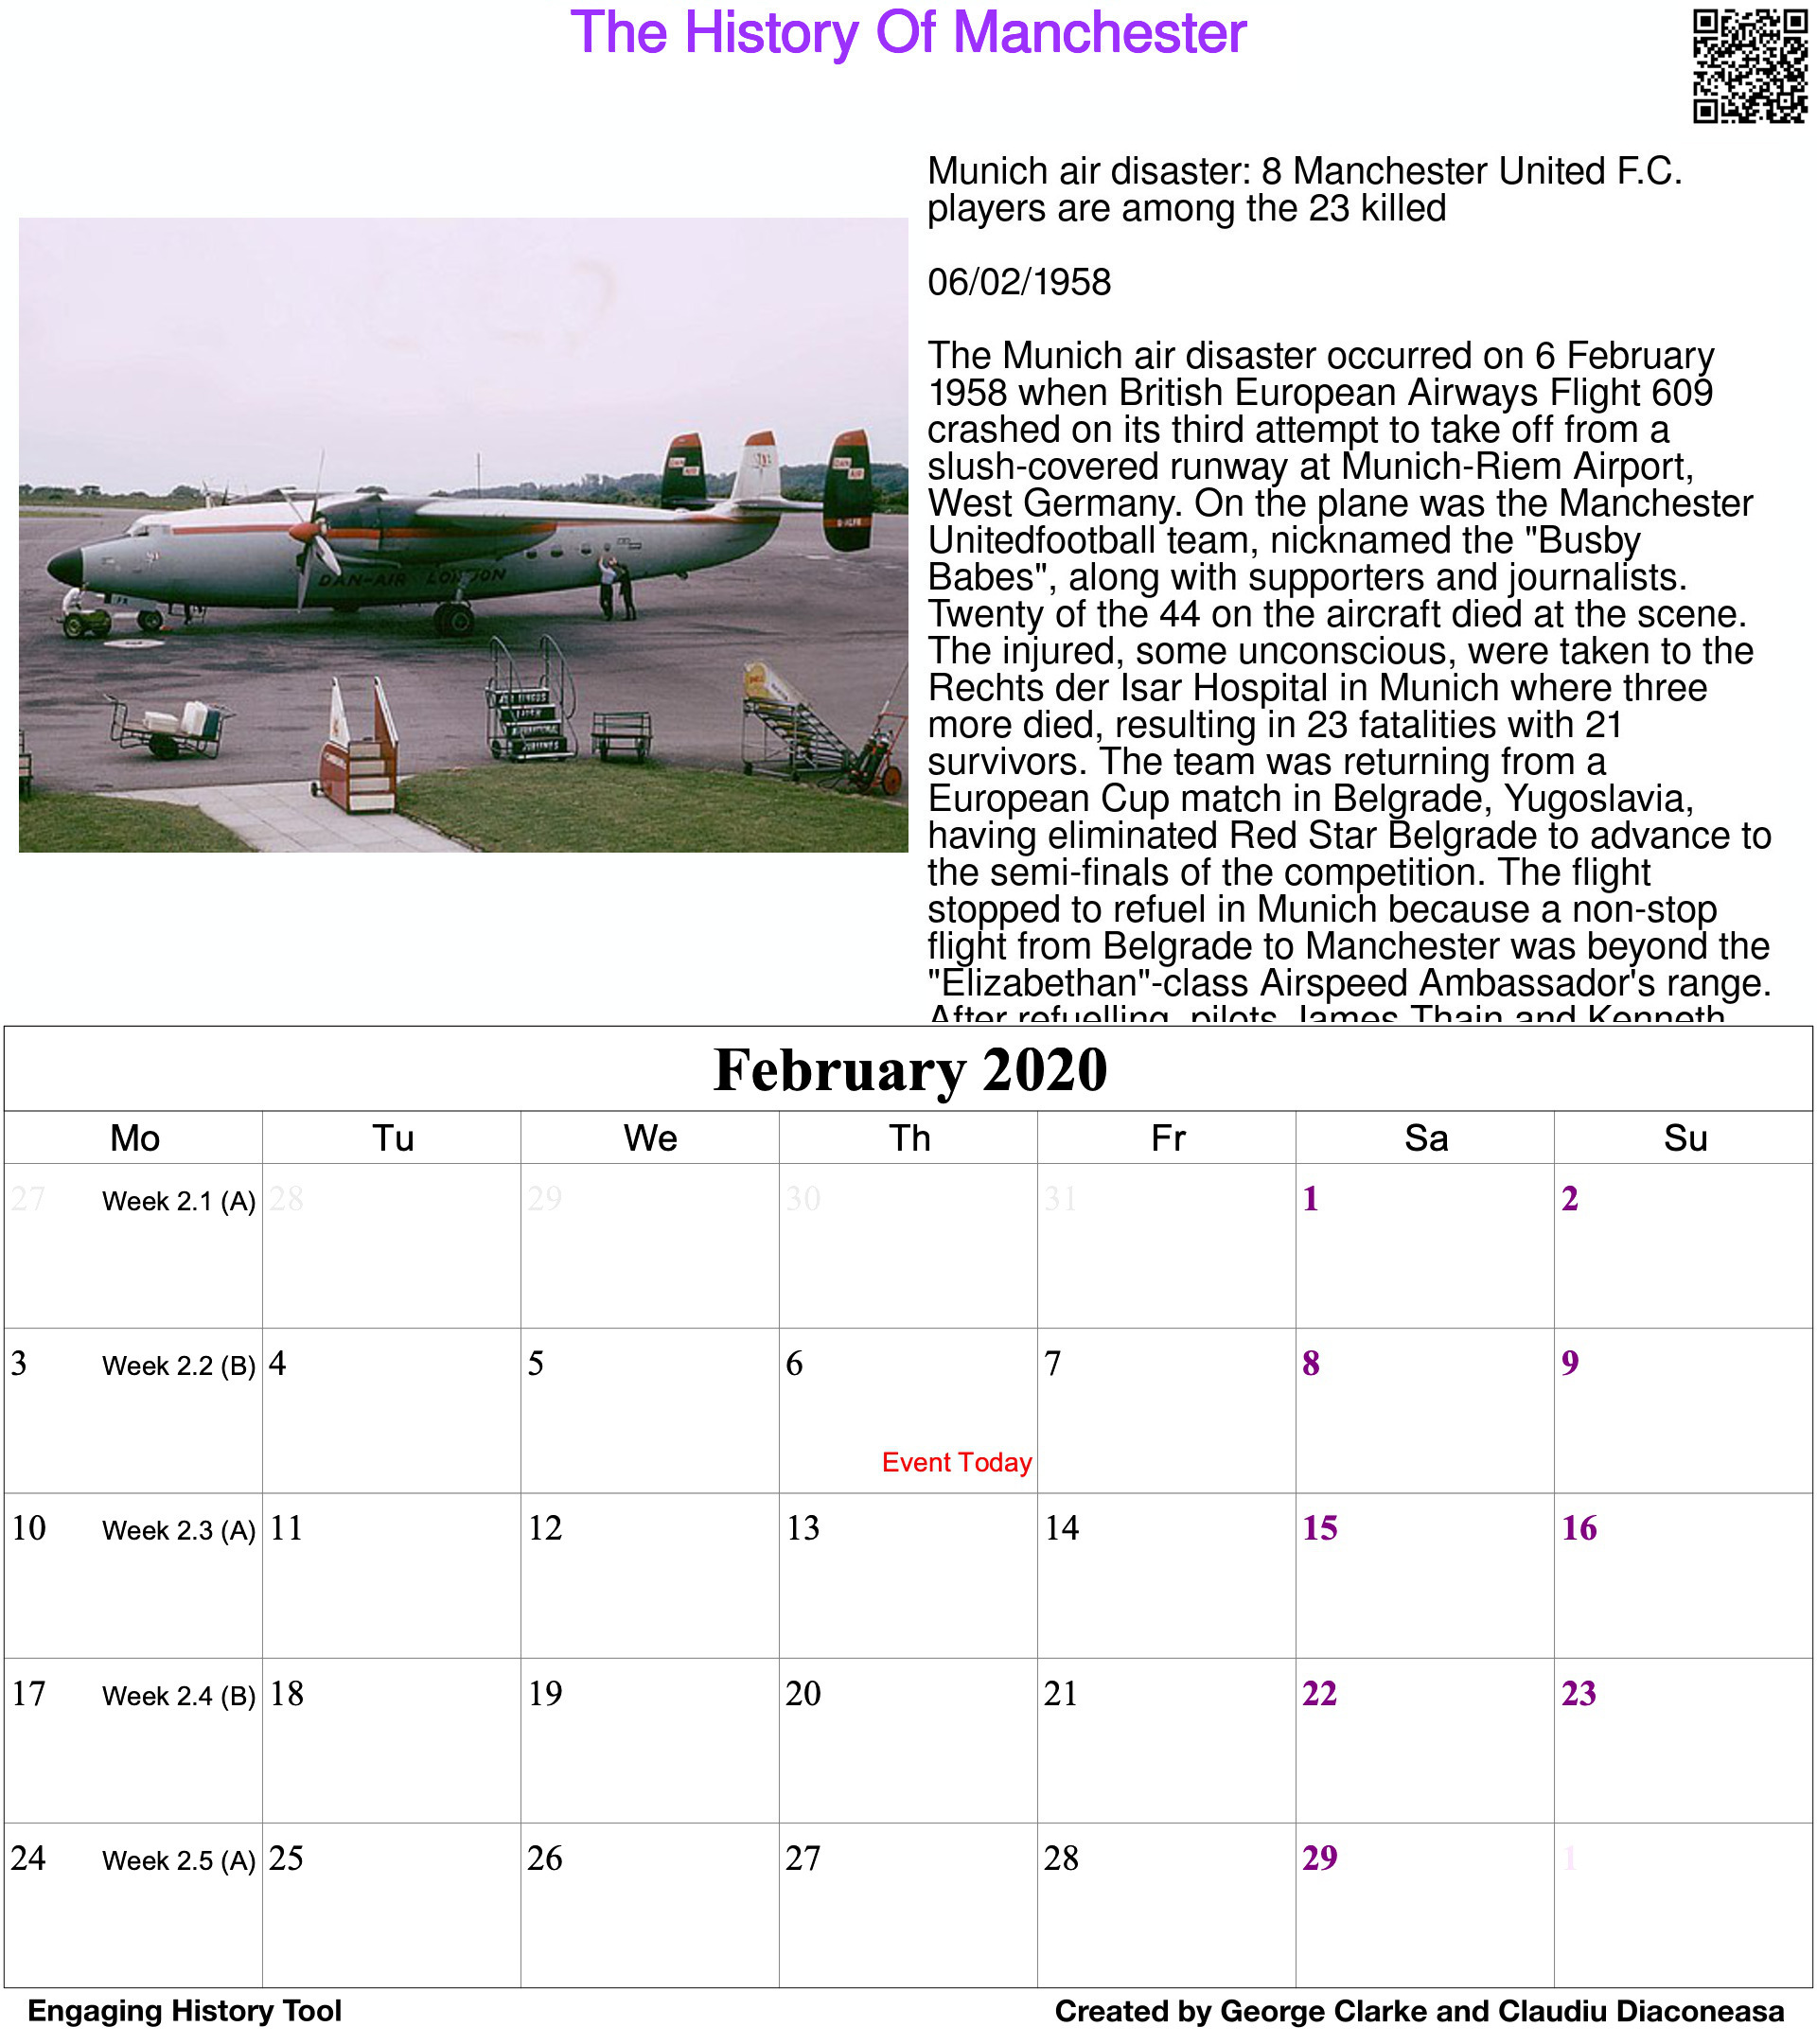 The History Of Manchester
Munich air disaster: 8 Manchester United F.C.
players are among the 23 killed
06/02/1958
The Munich air disaster occurred on 6 February
1958 when British European Airways Flight 609
crashed on its third attempt to take off from a
slush-covered runway at Munich-Riem Airport,
West Germany. On the plane was the Manchester
Unitedfootball team, nicknamed the "Busby
Babes", along with supporters and journalists.
Twenty of the 44 on the aircraft died at the scene.
The injured, some unconscious, were taken to the
Rechts der Isar Hospital in Munich where three
more died, resulting in 23 fatalities with 21
survivors. The team was returning from a
European Cup match in Belgrade, Yugoslavia,
having eliminated Red Star Belgrade to advance to
the semi-finals of the competition. The flight
stopped to refuel in Munich because a non-stop
flight from Belgrade to Manchester was beyond the
"Elizabethan"-class Airspeed Ambassador's range.
After refuelling, pilots James Thain and Kenneth
DAN-AIR LONDON
DAN AIR
DAN AIR
February 2020
Mo Tu We Th Fr Sa Su
27 Week 2.1 (A) 28 29 30 31 1 2
3 Week 2.2 (B) 4 5 6 7 8 9
Event Today
10 Week 2.3 (A) 11 12 13 14 15 16
17 Week 2.4 (B) 18 19 20 21 22 23
24 Week 2.5 (A) 25 26 27 28 29 1
Engaging History Tool Created by George Clarke and Claudiu Diaconeasa